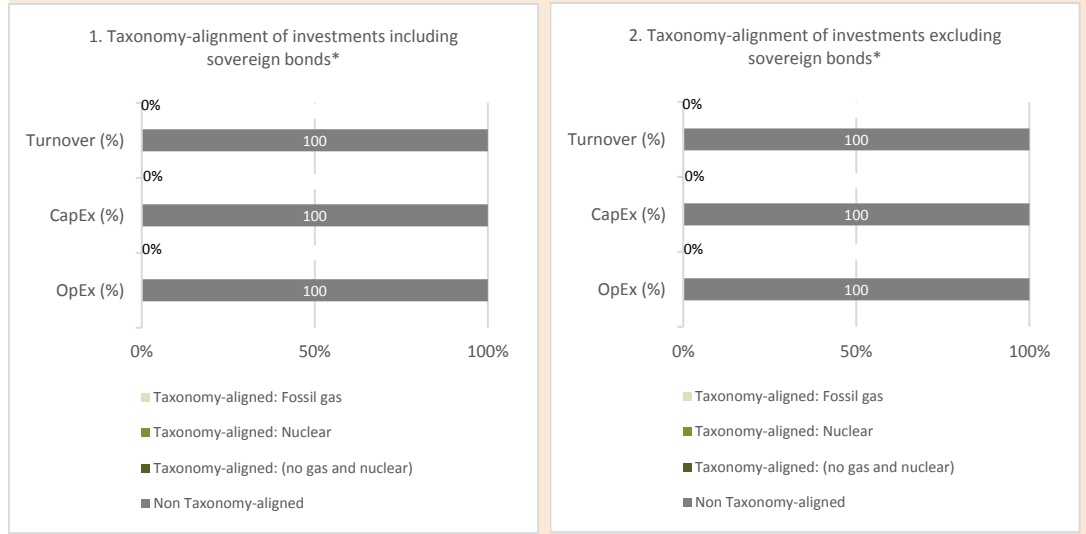 1. Taxonomy-alignment of investments including
sovereign bonds*
0%
Turnover (%)
100
0%
CapEx (%)
100
0%
OpEx (%)
100
0%
50%
100%
Taxonomy-aligned: Fossil gas
Taxonomy-aligned: Nuclear
Taxonomy-aligned: (no gas and nuclear)
Non Taxonomy-aligned
2. Taxonomy-alignment of investments excluding
sovereign bonds*
0%
Turnover (%)
100
0%
CapEx (%)
100
0%
OpEx (%)
100
0%
50%
100%
Taxonomy-aligned: Fossil gas
Taxonomy-aligned: Nuclear
Taxonomy-aligned: (no gas and nuclear)
Non Taxonomy-aligned